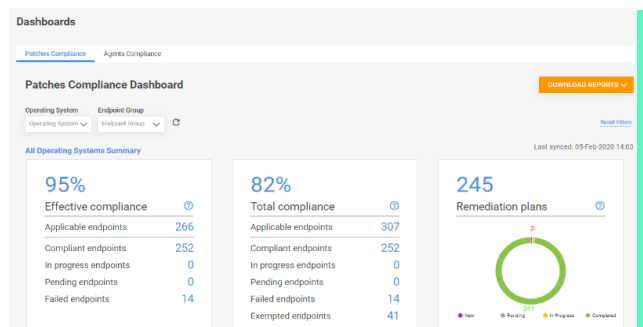 Dashboards
Patches Compliance Agents Compliance
Patches Compliance Dashboard
DOWNLOAD REPORTS
Operating System Endpoint Group
Operating System Endpoint Group
Reset Filters
All Operating Systems Summary
Last synced: 05-Feb-2020 14:03
95%
Effective compliance
Applicable endpoints 266
Compliant endpoints 252
In progress endpoints 0
Pending endpoints 0
Failed endpoints 14
82%
Total compliance
Applicable endpoints 307
Compliant endpoints 252
In progress endpoints 0
Pending endpoints 0
Failed endpoints 14
Exempted endpoints 41
245
Remediation plans
241
New Pending In Progress Completed